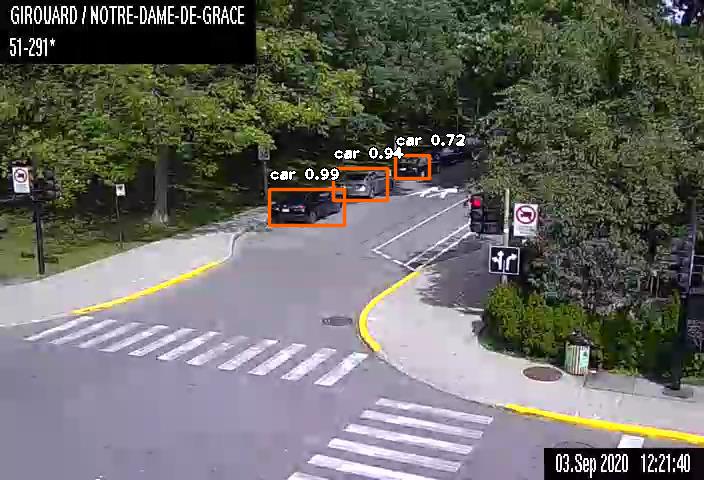 GIROUARD / NOTRE-DAME-DE-GRACE
51-291*
car 0.72
car 0.94
car 0.99
03.Sep 2020 12:21:40